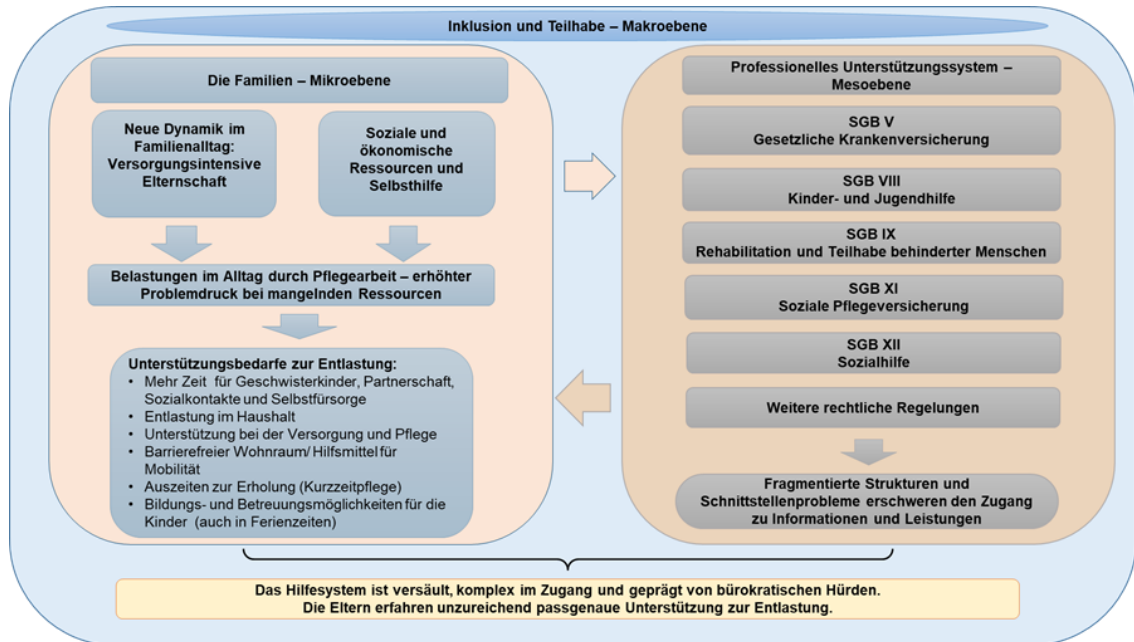 Inklusion und Teilhabe – Makroebene
Die Familien – Mikroebene
Neue Dynamik im
Familienalltag:
Versorgungsintensive
Elternschaft
Soziale und
ökonomische
Ressourcen und
Selbsthilfe
Belastungen im Alltag durch Pflegearbeit – erhöhter
Problemdruck bei mangelnden Ressourcen
Unterstützungsbedarfe zur Entlastung:
• Mehr Zeit für Geschwisterkinder, Partnerschaft,
Sozialkontakte und Selbstfürsorge
• Entlastung im Haushalt
• Unterstützung bei der Versorgung und Pflege
• Barrierefreier Wohnraum/ Hilfsmittel für
Mobilität
• Auszeiten zur Erholung (Kurzzeitpflege)
• Bildungs- und Betreuungsmöglichkeiten für die
Kinder (auch in Ferienzeiten)
Professionelles Unterstützungssystem –
Mesoebene
SGB V
Gesetzliche Krankenversicherung
SGB VIII
Kinder- und Jugendhilfe
SGB IX
Rehabilitation und Teilhabe behinderter Menschen
SGB XI
Soziale Pflegeversicherung
SGB XII
Sozialhilfe
Weitere rechtliche Regelungen
Fragmentierte Strukturen und
Schnittstellenprobleme erschweren den Zugang
zu Informationen und Leistungen
Das Hilfesystem ist versäult, komplex im Zugang und geprägt von bürokratischen Hürden.
Die Eltern erfahren unzureichend passgenaue Unterstützung zur Entlastung.